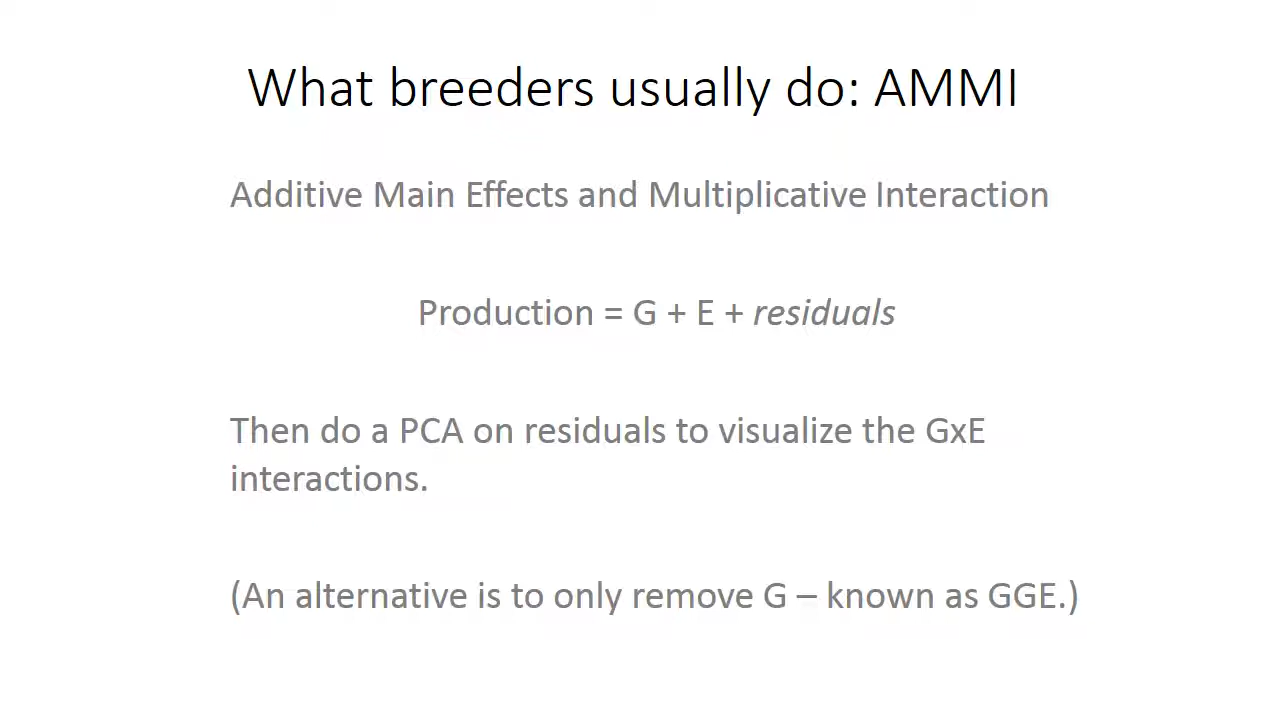 What breeders usually do: AMMI
Additive Main Effects and Multiplicative Interaction
Production = G + E + residuals
Then do a PCA on residuals to visualize the GxE
interactions.
(An alternative is to only remove G – known as GGE.)